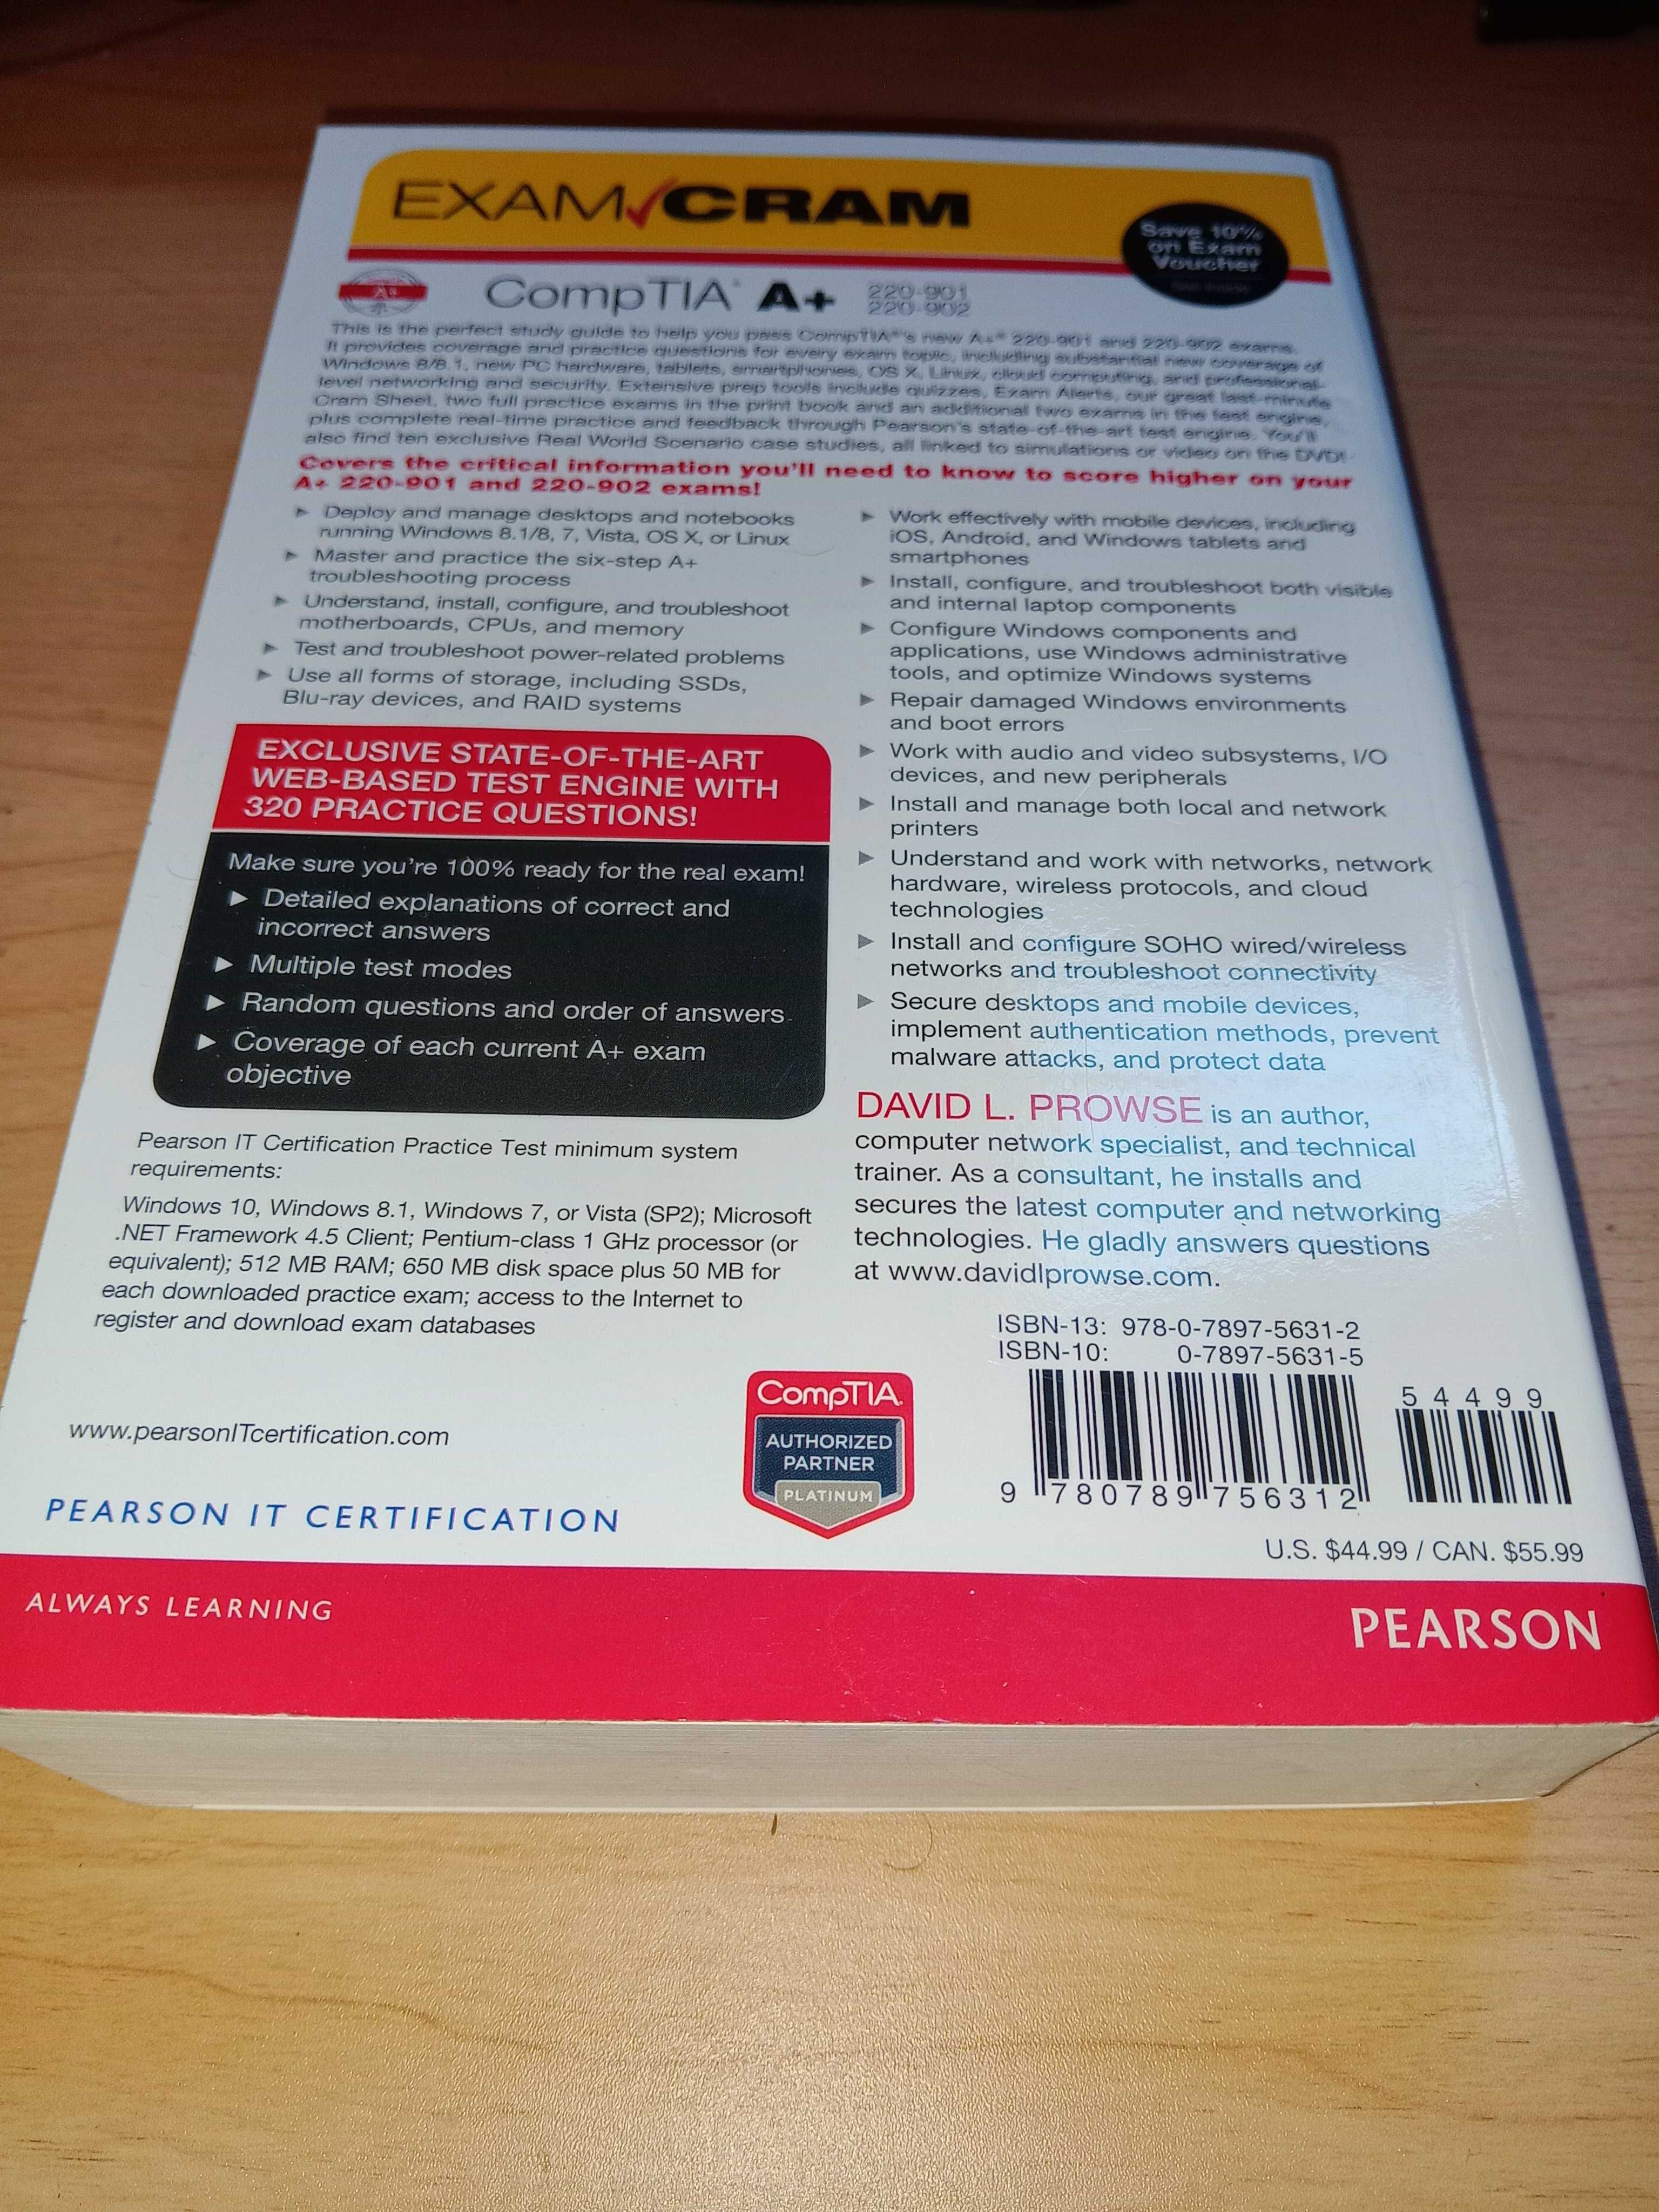 EXAM CRAM
Save 10%
on Exam
Voucher
CompTIA® A+ 220-901
220-902
This is the perfect study guide to help you pass CompTIA®'s new A+® 220-901 and 220-902 exams.
It provides coverage and practice questions for every exam topic, including substantial new coverage of
Windows 8/8.1, new PC hardware, tablets, smartphones, OS X, Linux, cloud computing, and professional-
level networking and security. Extensive prep tools include quizzes, Exam Alerts, our great last-minute
Cram Sheet, two full practice exams in the print book and an additional two exams in the test engine,
plus complete real-time practice and feedback through Pearson's state-of-the-art test engine. You'll
also find ten exclusive Real World Scenario case studies, all linked to simulations or video on the DVD!
Covers the critical information you'll need to know to score higher on your
A+ 220-901 and 220-902 exams!
► Deploy and manage desktops and notebooks
running Windows 8.1/8, 7, Vista, OS X, or Linux
► Master and practice the six-step A+
troubleshooting process
► Understand, install, configure, and troubleshoot
motherboards, CPUs, and memory
► Test and troubleshoot power-related problems
► Use all forms of storage, including SSDs,
Blu-ray devices, and RAID systems
EXCLUSIVE STATE-OF-THE-ART
WEB-BASED TEST ENGINE WITH
320 PRACTICE QUESTIONS!
Make sure you're 100% ready for the real exam!
► Detailed explanations of correct and
incorrect answers
► Multiple test modes
► Random questions and order of answers
► Coverage of each current A+ exam
objective
Pearson IT Certification Practice Test minimum system
requirements:
Windows 10, Windows 8.1, Windows 7, or Vista (SP2); Microsoft
.NET Framework 4.5 Client; Pentium-class 1 GHz processor (or
equivalent); 512 MB RAM; 650 MB disk space plus 50 MB for
each downloaded practice exam; access to the Internet to
register and download exam databases
► Work effectively with mobile devices, including
iOS, Android, and Windows tablets and
smartphones
► Install, configure, and troubleshoot both visible
and internal laptop components
► Configure Windows components and
applications, use Windows administrative
tools, and optimize Windows systems
► Repair damaged Windows environments
and boot errors
► Work with audio and video subsystems, I/O
devices, and new peripherals
► Install and manage both local and network
printers
► Understand and work with networks, network
hardware, wireless protocols, and cloud
technologies
► Install and configure SOHO wired/wireless
networks and troubleshoot connectivity
► Secure desktops and mobile devices,
implement authentication methods, prevent
malware attacks, and protect data
DAVID L. PROWSE is an author,
computer network specialist, and technical
trainer. As a consultant, he installs and
secures the latest computer and networking
technologies. He gladly answers questions
at www.davidlprowse.com.
ISBN-13: 978-0-7897-5631-2
ISBN-10: 0-7897-5631-5
5 4 4 9 9
9 780789 756312
U.S. $44.99 / CAN. $55.99
CompTIA.
AUTHORIZED
PARTNER
PLATINUM
www.pearsonITcertification.com
PEARSON IT CERTIFICATION
ALWAYS LEARNING
PEARSON